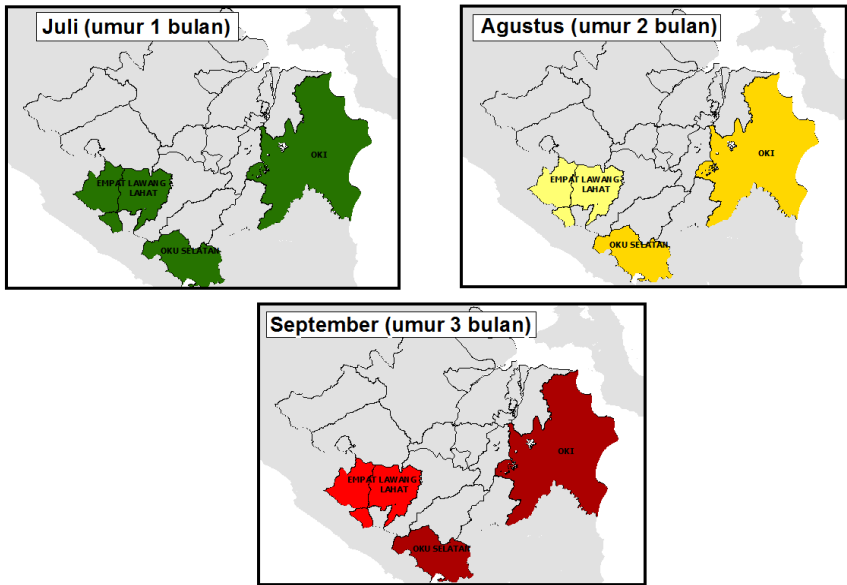 Juli (umur 1 bulan)
OKI
EMPAT LAWANG
LAHAT
OKU SELATAN
Agustus (umur 2 bulan)
OKI
EMPAT LAWANG
LAHAT
OKU SELATAN
September (umur 3 bulan)
OKI
EMPAT LAWANG
LAHAT
OKU SELATAN